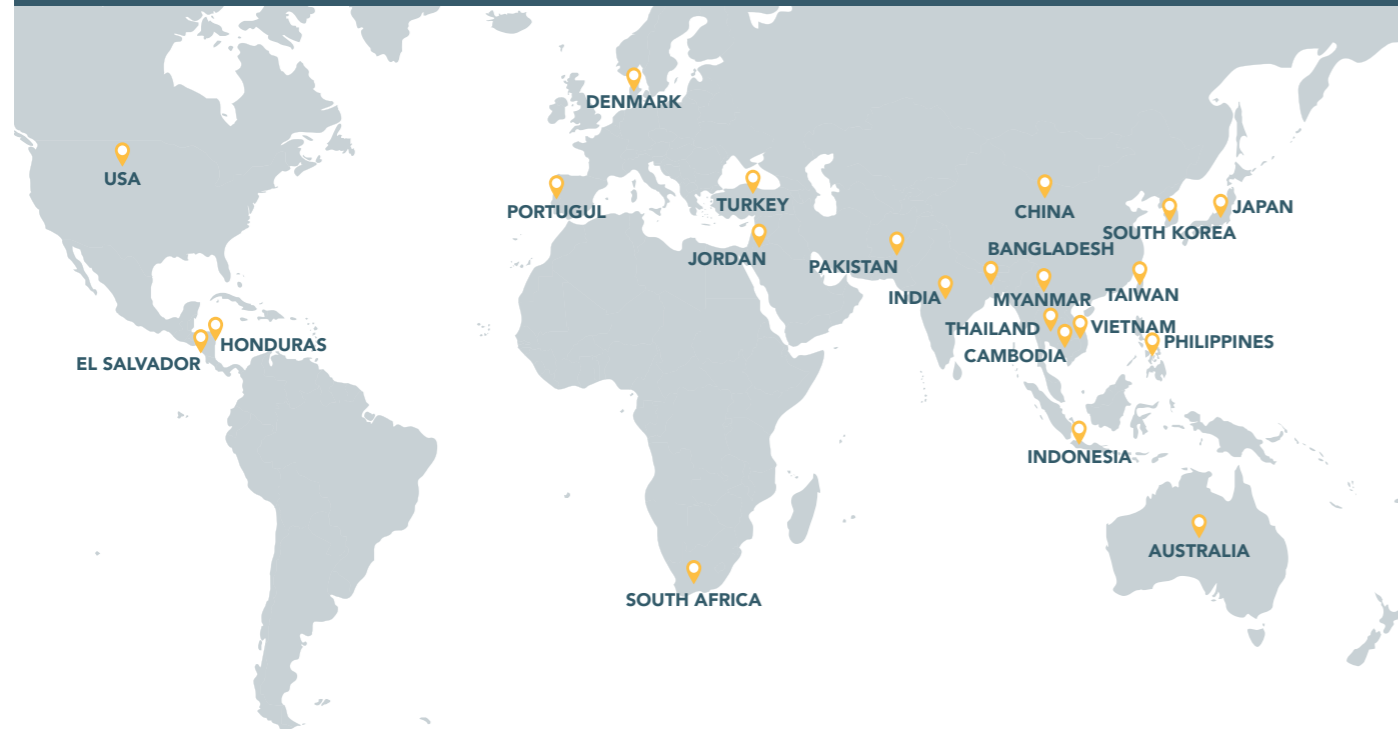 DENMARK
USA
PORTUGUL
TURKEY
CHINA
JAPAN
SOUTH KOREA
BANGLADESH
JORDAN
PAKISTAN
INDIA
MYANMAR
TAIWAN
THAILAND
VIETNAM
PHILIPPINES
HONDURAS
CAMBODIA
EL SALVADOR
INDONESIA
AUSTRALIA
SOUTH AFRICA